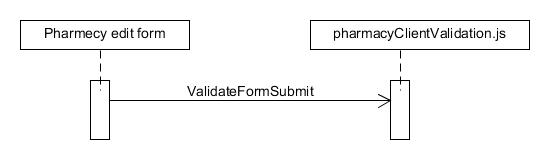 Pharmecy edit form
pharmacyClientValidation.js
ValidateFormSubmit